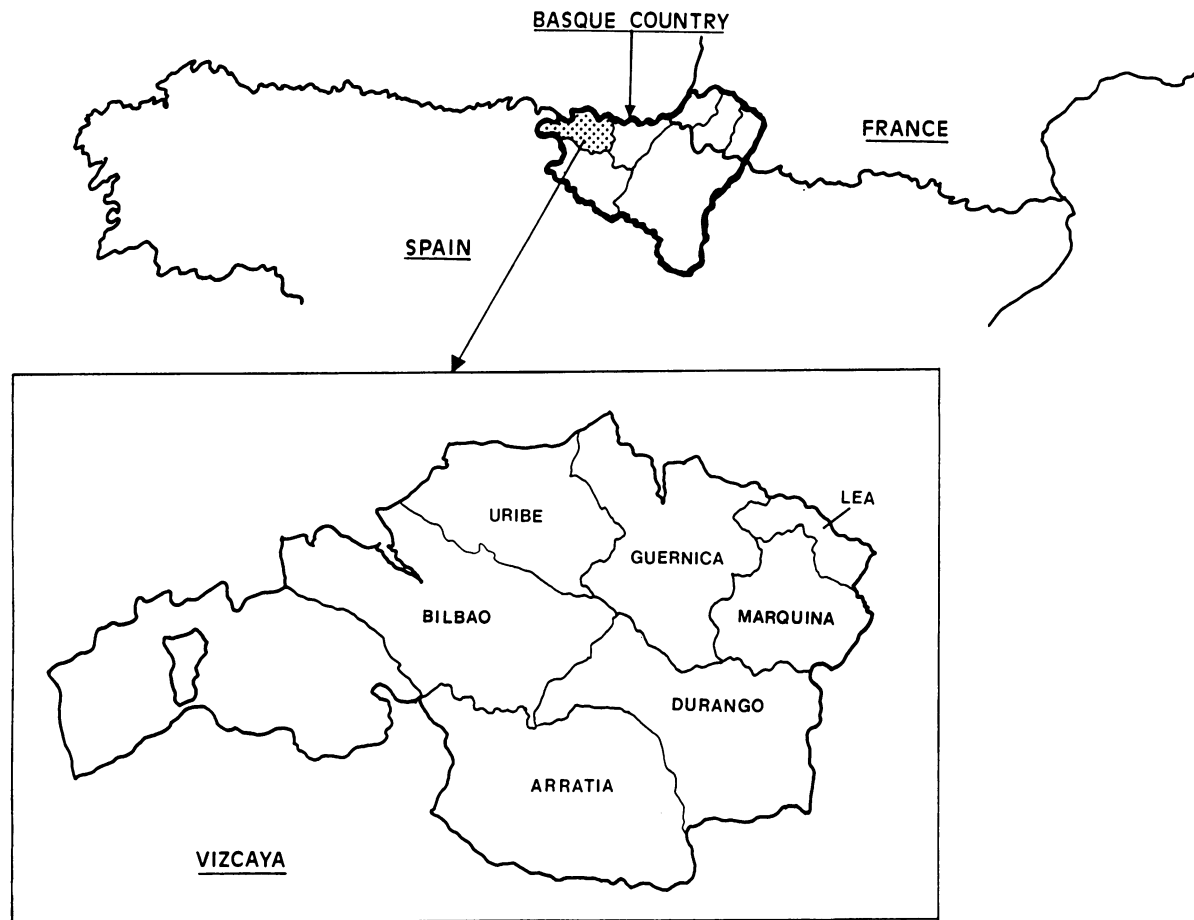 BASQUE COUNTRY
FRANCE
SPAIN
LEA
URIBE
GUERNICA
BILBAO
MARQUINA
DURANGO
ARRATIA
VIZCAYA